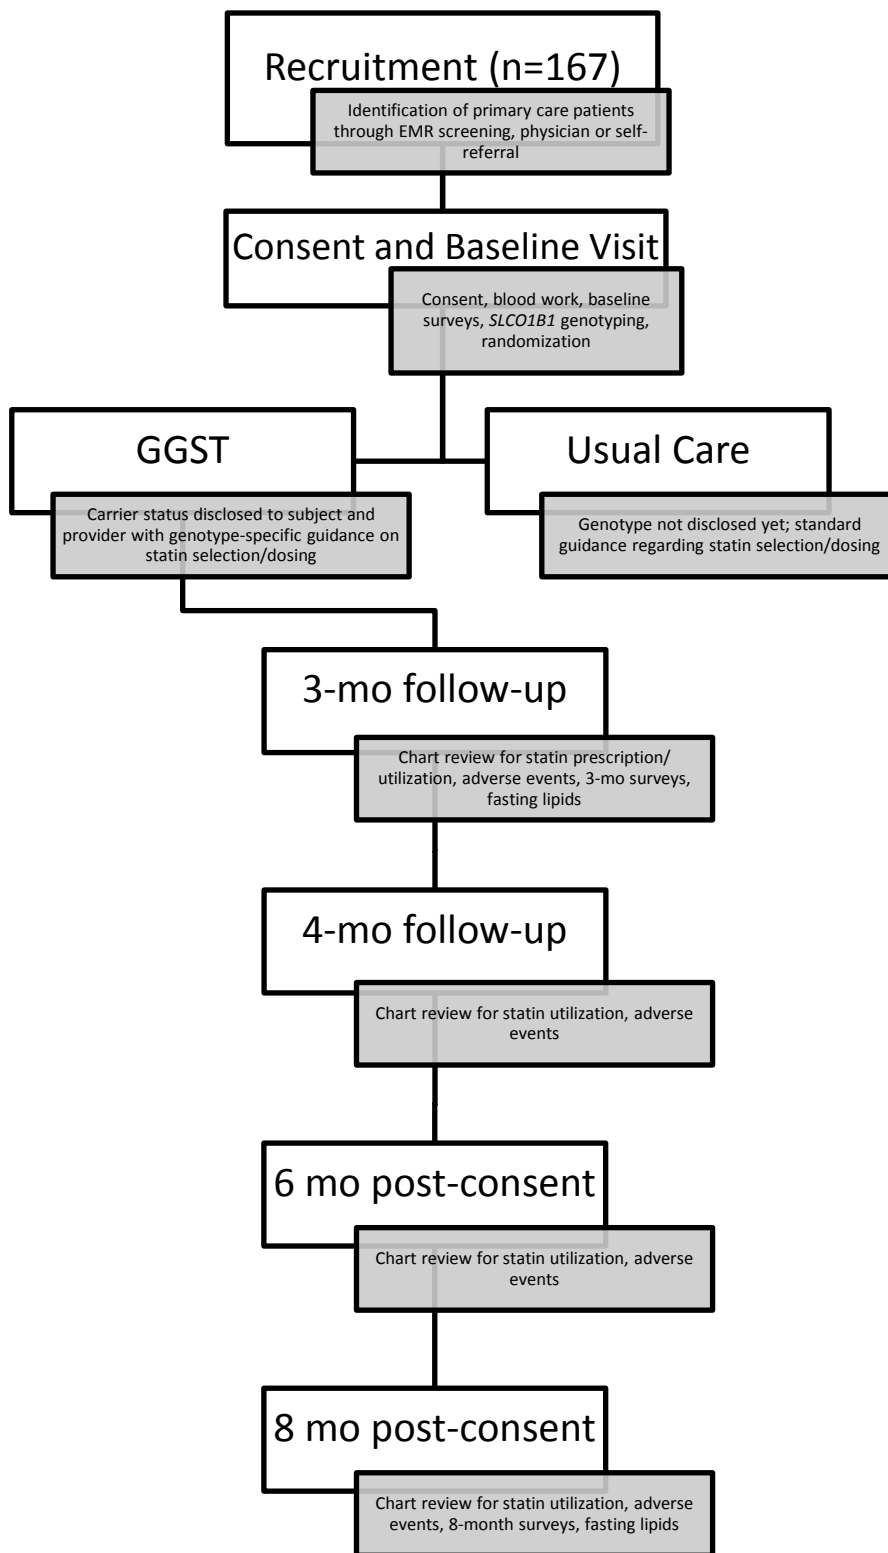 Recruitment (n=167)
Identification of primary care patients
through EMR screening, physician or self-
referral
Consent and Baseline Visit
Consent, blood work, baseline
surveys, SLCO1B1 genotyping,
randomization
GGST
Carrier status disclosed to subject and
provider with genotype-specific guidance on
statin selection/dosing
Usual Care
Genotype not disclosed yet; standard
guidance regarding statin selection/dosing
3-mo follow-up
Chart review for statin prescription/
utilization, adverse events, 3-mo surveys,
fasting lipids
4-mo follow-up
Chart review for statin utilization, adverse
events
6 mo post-consent
Chart review for statin utilization, adverse
events
8 mo post-consent
Chart review for statin utilization, adverse
events, 8-month surveys, fasting lipids